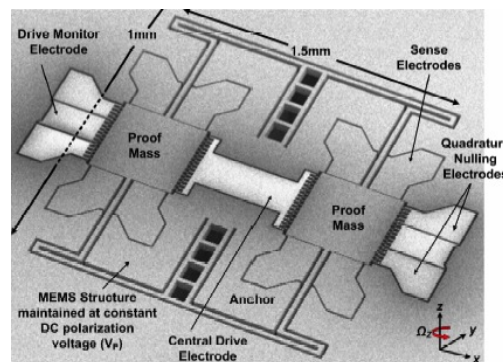 Drive Monitor
Electrode
1mm
1.5mm
Sense
Electrodes
Proof
Mass
Quadratur
Nulling
Electrodes
Proof
Mass
MEMS Structure
maintained at constant
DC polarization
voltage (VP)
Anchor
Central Drive
Electrode
z
y
x
Ωz